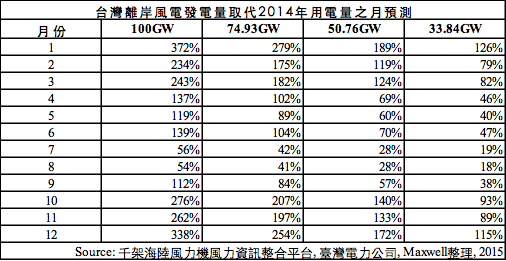 台灣離岸風電發電量取代2014年用電量之月預測
月份 100GW 74.93GW 50.76GW 33.84GW
1 372% 279% 189% 126%
2 234% 175% 119% 79%
3 243% 182% 124% 82%
4 137% 102% 69% 46%
5 119% 89% 60% 40%
6 139% 104% 70% 47%
7 56% 42% 28% 19%
8 54% 41% 28% 18%
9 112% 84% 57% 38%
10 276% 207% 140% 93%
11 262% 197% 133% 89%
12 338% 254% 172% 115%
Source: 千架海陸風力機風力資訊整合平台, 臺灣電力公司, Maxwell整理, 2015